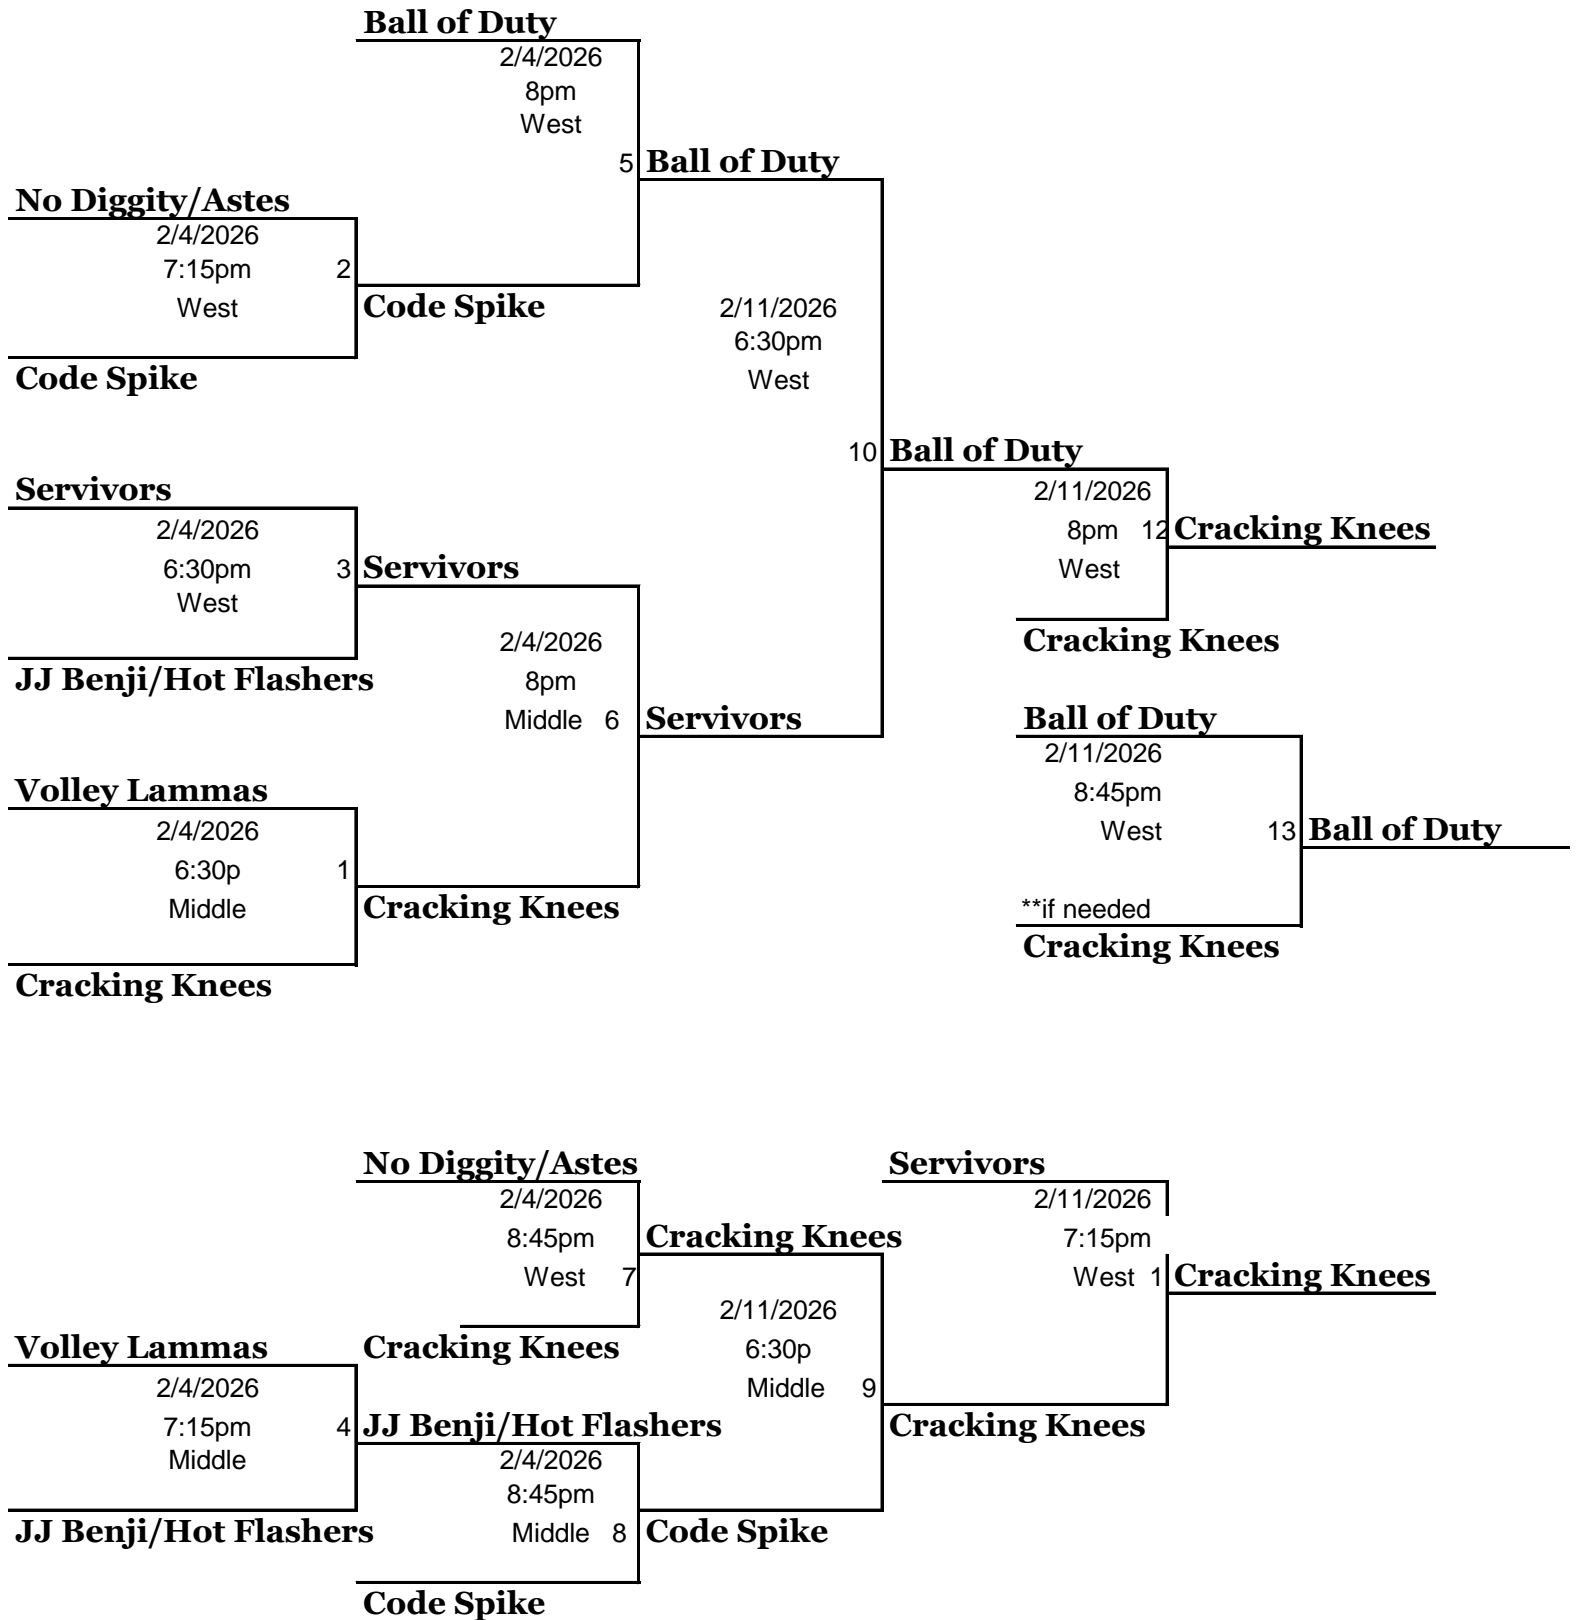 Ball of Duty
2/4/2026
8pm
West
5 Ball of Duty
No Diggity/Astes
2/4/2026
7:15pm 2
West
Code Spike
Code Spike
2/11/2026
6:30pm
West
10 Ball of Duty
Servivors
2/4/2026
6:30pm 3
West
Servivors
JJ Benji/Hot Flashers
2/4/2026
8pm
Middle 6
Servivors
2/11/2026
8pm 12
West
Cracking Knees
Cracking Knees
Volley Lammas
2/4/2026
6:30p 1
Middle
Cracking Knees
Cracking Knees
Ball of Duty
2/11/2026
8:45pm
West 13
Ball of Duty
**if needed
Cracking Knees
No Diggity/Astes
2/4/2026
8:45pm
West 7
Cracking Knees
Cracking Knees
Servivors
2/11/2026
7:15pm
West 1
Cracking Knees
2/11/2026
6:30p
Middle 9
Cracking Knees
Volley Lammas
2/4/2026
7:15pm 4
Middle
JJ Benji/Hot Flashers
JJ Benji/Hot Flashers
2/4/2026
8:45pm
Middle 8
Code Spike
Code Spike